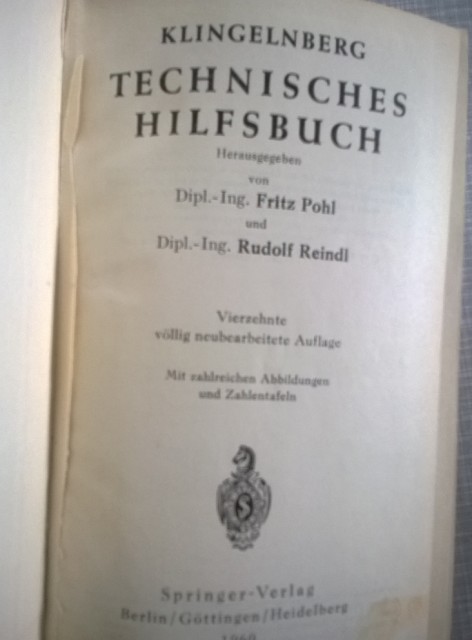 KLINGELNBERG
TECHNISCHES
HILFSBUCH
Herausgegeben
von
Dipl.-Ing. Fritz Pohl
und
Dipl.-Ing. Rudolf Reindl
Vierzehnte
völlig neubearbeitete Auflage
Mit zahlreichen Abbildungen
und Zahlentafeln
S
Springer-Verlag
Berlin/Göttingen/Heidelberg
1960